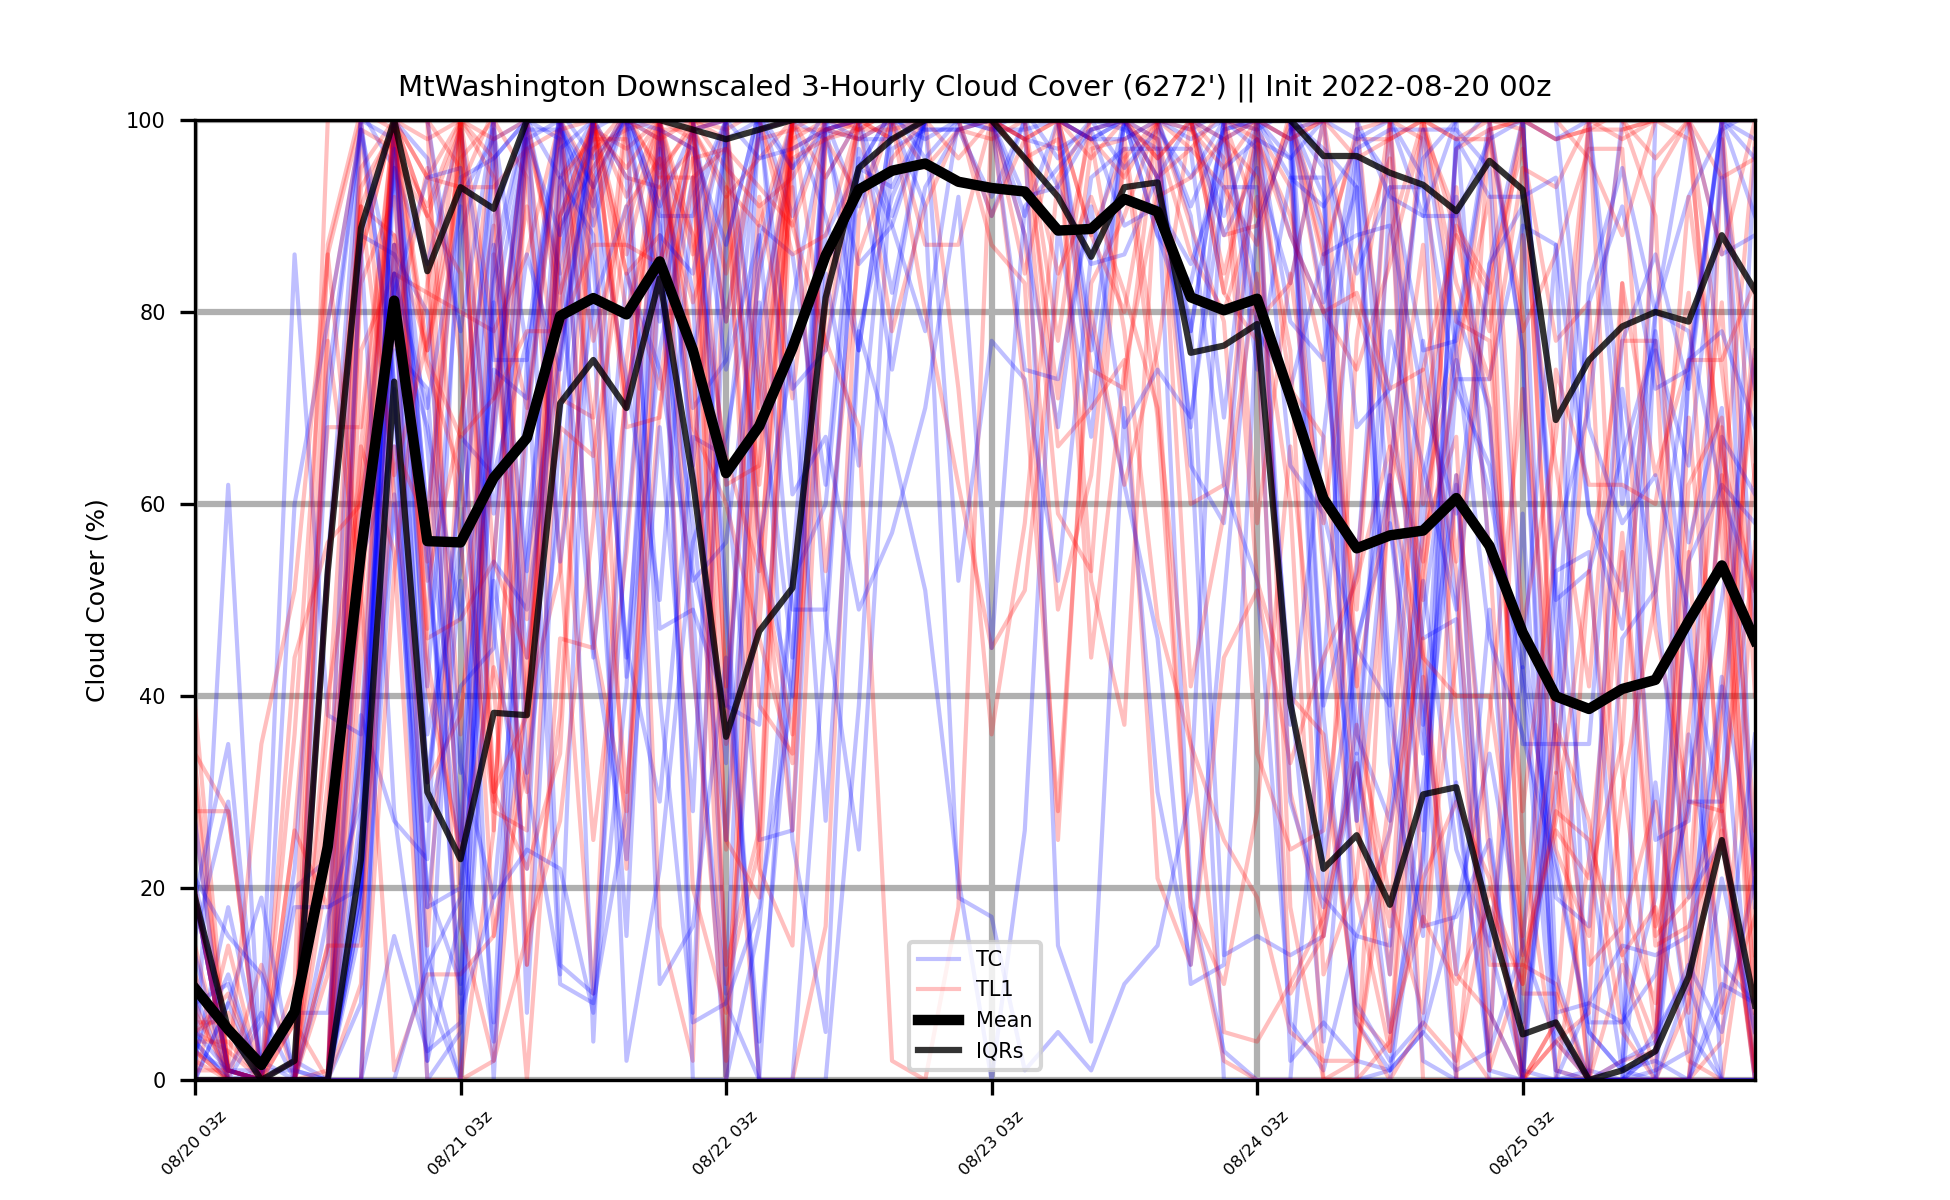 MtWashington Downscaled 3-Hourly Cloud Cover (6272') || Init 2022-08-20 00z
Cloud Cover (%)
100
80
60
40
20
0
TC
TL1
Mean
IQRs
08/20 03z
08/21 03z
08/22 03z
08/23 03z
08/24 03z
08/25 03z